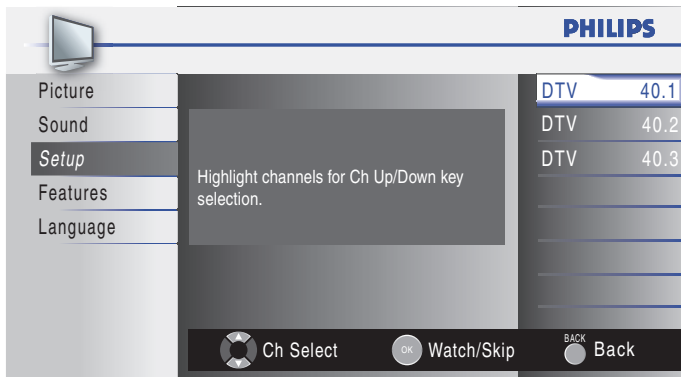 PHILIPS
Picture
Sound
Setup
Features
Language
Highlight channels for Ch Up/Down key
selection.
DTV 40.1
DTV 40.2
DTV 40.3
Ch Select
OK Watch/Skip
BACK Back